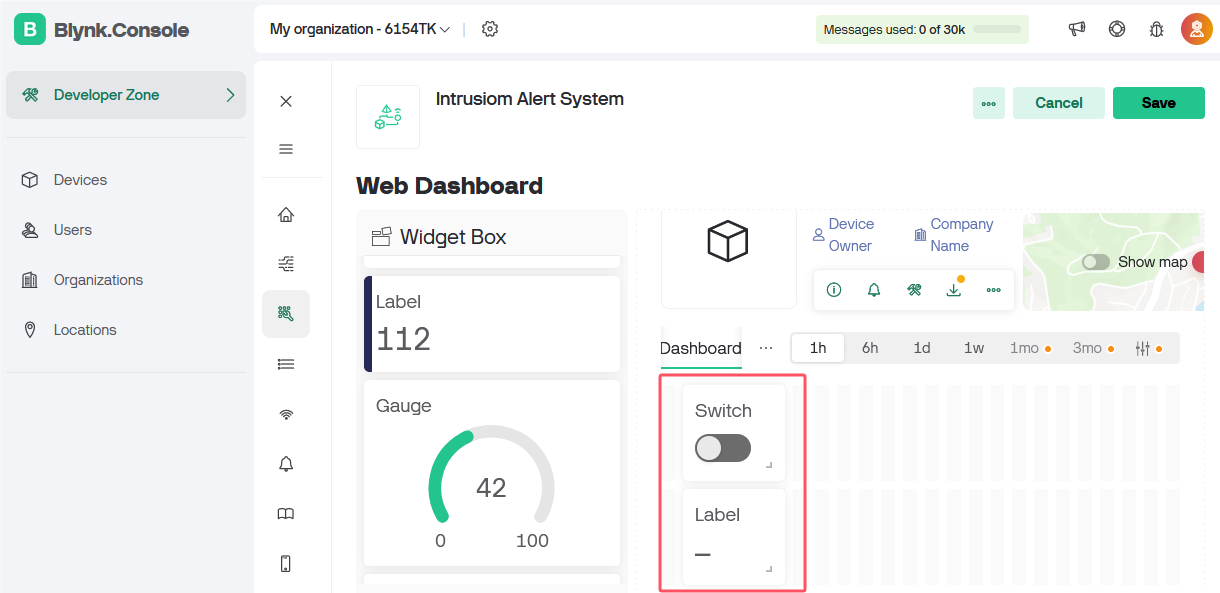 B Blynk.Console
My organization - 6154TK
Messages used: 0 of 30k
Developer Zone
Devices
Users
Organizations
Locations
Intrusiom Alert System
Cancel
Save
Web Dashboard
Widget Box
Label
112
Gauge
42
0 100
Device
Owner
Company
Name
Show map
Dashboard
1h 6h 1d 1w 1mo 3mo
Switch
Label
–